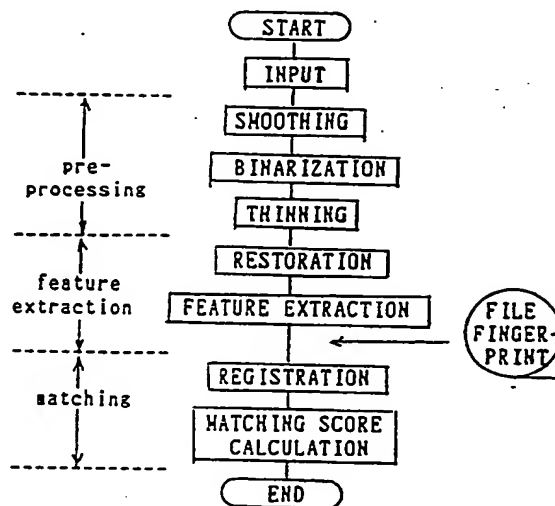 START
INPUT
SMOOTHING
pre-
processing
BINARIZATION
THINNING
RESTORATION
feature
extraction
FEATURE EXTRACTION
FILE
FINGER-
PRINT
REGISTRATION
matching
MATCHING SCORE
CALCULATION
END